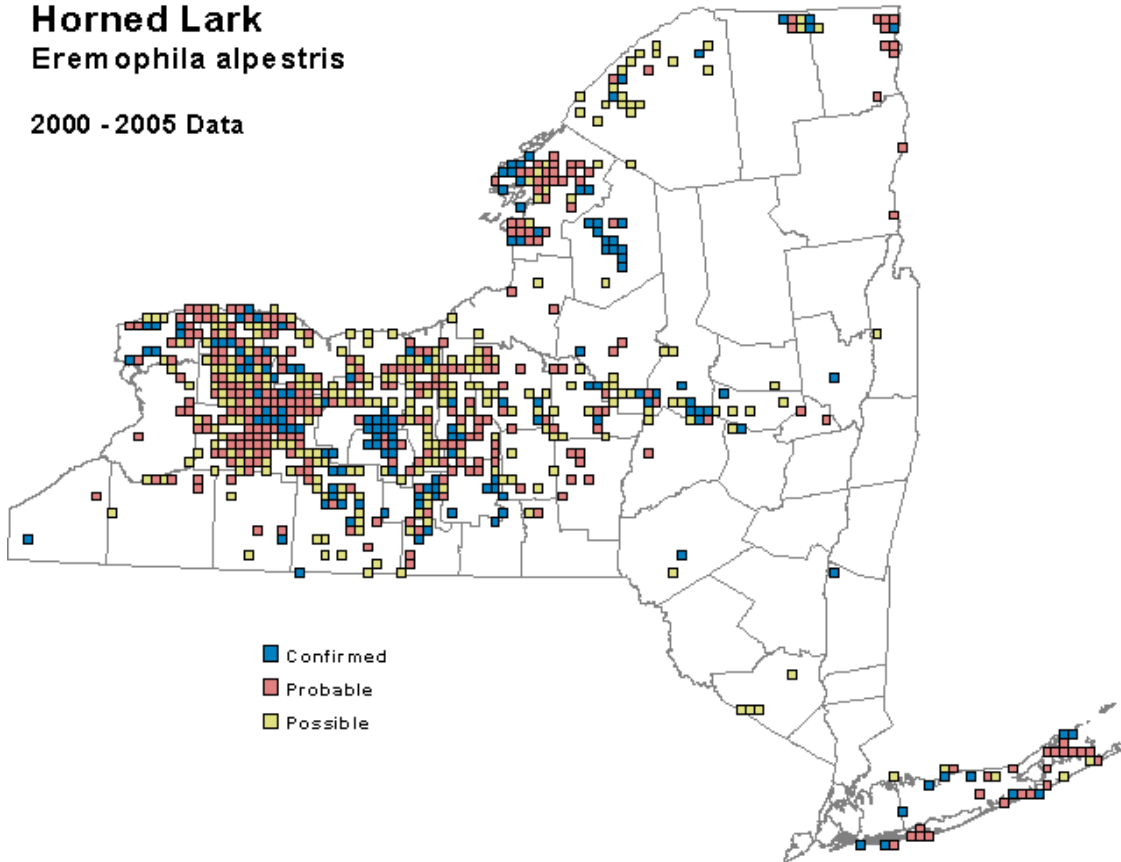 Horned Lark
Eremophila alpestris
2000 - 2005 Data
Confirmed
Probable
Possible